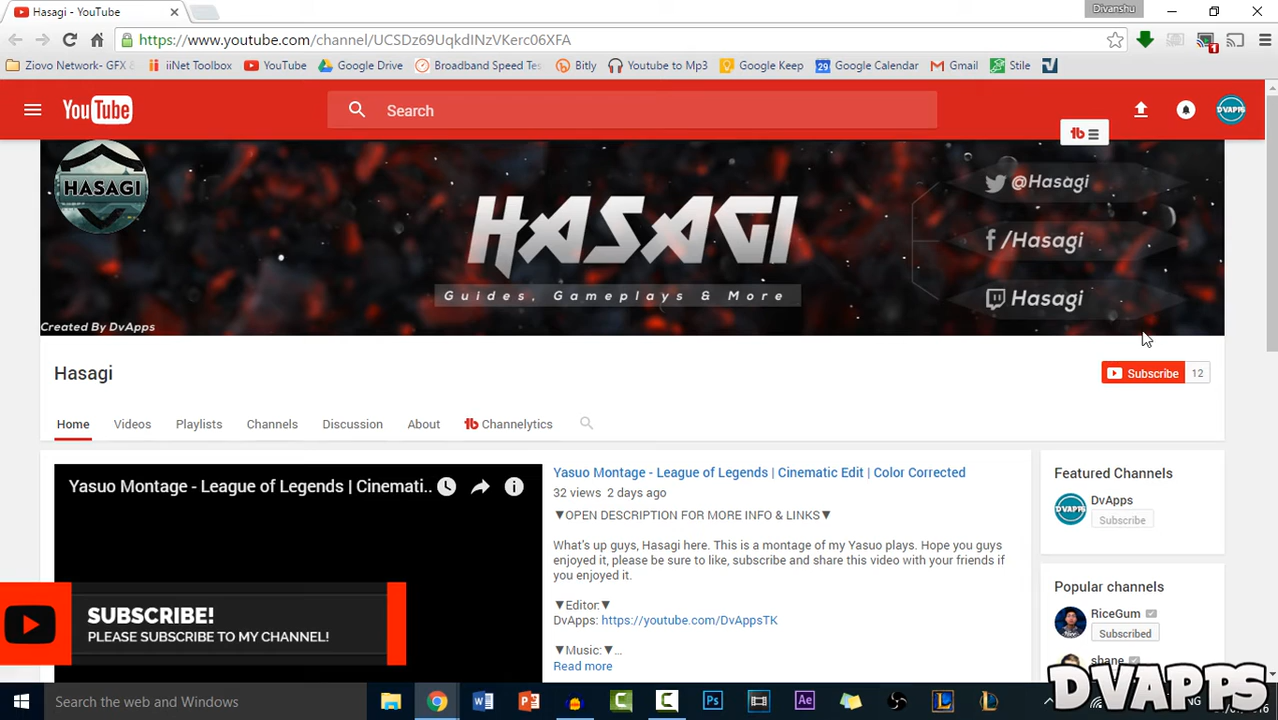 Hasagi - YouTube
Divanshu
https://www.youtube.com/channel/UCSDz69UqkdINzVKerc06XFA
Ziovo Network- GFX &
iiNet Toolbox
YouTube
Google Drive
Broadband Speed Tes
Bitly
Youtube to Mp3
Google Keep
29 Google Calendar
Gmail
Stile
YouTube
Search
DVAPPS
HASAGI
HASAGI
Guides, Gameplays & More
@Hasagi
/Hasagi
Hasagi
Created By DvApps
Hasagi
Subscribe 12
Home
Videos
Playlists
Channels
Discussion
About
Channelytics
Yasuo Montage - League of Legends | Cinemati..
Yasuo Montage - League of Legends | Cinematic Edit | Color Corrected
32 views 2 days ago
▼OPEN DESCRIPTION FOR MORE INFO & LINKS▼
What's up guys, Hasagi here. This is a montage of my Yasuo plays. Hope you guys
enjoyed it, please be sure to like, subscribe and share this video with your friends if
you enjoyed it.
▼Editor:▼
DvApps: https://youtube.com/DvAppsTK
▼Music:▼...
Read more
Featured Channels
DVAPPS
DvApps
Subscribe
Popular channels
RiceGum
Subscribed
shane
SUBSCRIBE!
PLEASE SUBSCRIBE TO MY CHANNEL!
Search the web and Windows
DVAPPS